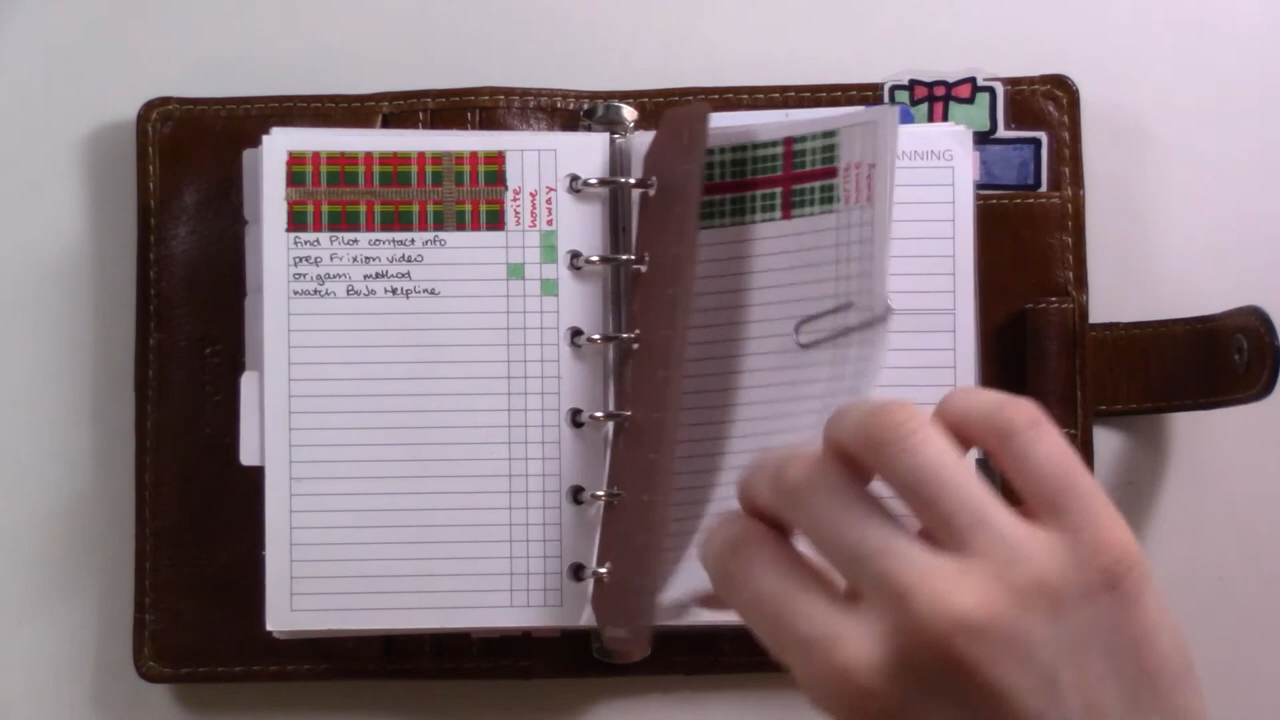 write
home
away
find Pilot contact info
prep Frixion video
origami method
watch BuJo Helpline
ANNING